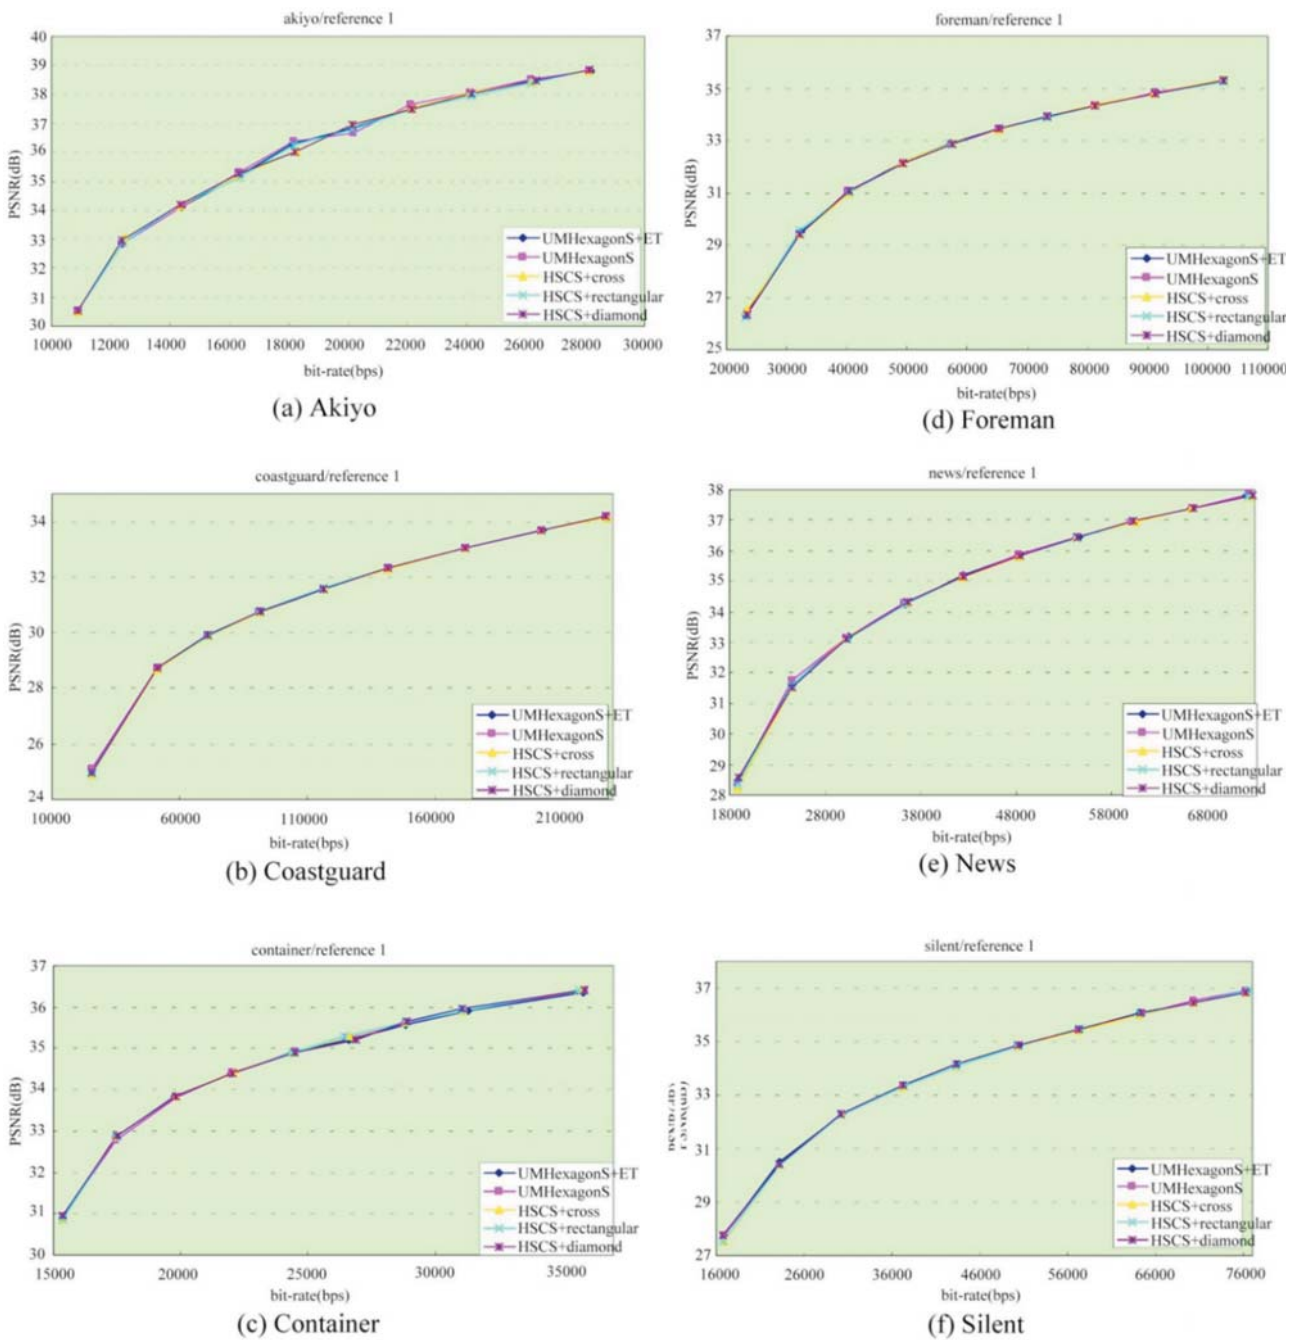 akiyo/reference 1
40
39
38
37
36
35
34
33
32
31
30
PSNR(dB)
UMHexagonS+ET
UMHexagonS
HSCS+cross
HSCS+rectangular
HSCS+diamond
10000 12000 14000 16000 18000 20000 22000 24000 26000 28000 30000
bit-rate(bps)
(a) Akiyo
foreman/reference 1
37
35
33
31
29
27
25
PSNR(dB)
UMHexagonS+ET
UMHexagonS
HSCS+cross
HSCS+rectangular
HSCS+diamond
20000 30000 40000 50000 60000 70000 80000 90000 100000 110000
bit-rate(bps)
(d) Foreman
coastguard/reference 1
34
32
30
28
26
24
PSNR(dB)
UMHexagonS+ET
UMHexagonS
HSCS+cross
HSCS+rectangular
HSCS+diamond
10000 60000 110000 160000 210000
bit-rate(bps)
(b) Coastguard
news/reference 1
38
37
36
35
34
33
32
31
30
29
28
PSNR(dB)
UMHexagonS+ET
UMHexagonS
HSCS+cross
HSCS+rectangular
HSCS+diamond
18000 28000 38000 48000 58000 68000
bit-rate(bps)
(e) News
container/reference 1
37
36
35
34
33
32
31
30
PSNR(dB)
UMHexagonS+ET
UMHexagonS
HSCS+cross
HSCS+rectangular
HSCS+diamond
15000 20000 25000 30000 35000
bit-rate(bps)
(c) Container
silent/reference 1
37
35
33
31
29
27
PSNR(dB)
UMHexagonS+ET
UMHexagonS
HSCS+cross
HSCS+rectangular
HSCS+diamond
16000 26000 36000 46000 56000 66000 76000
bit-rate(bps)
(f) Silent